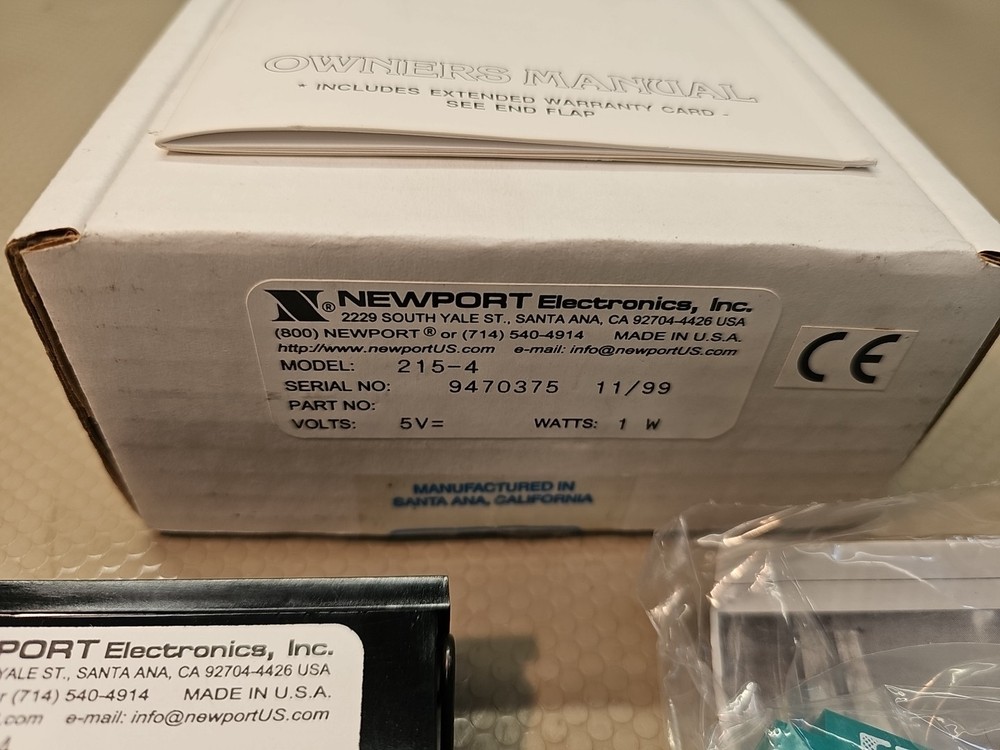 OWNERS MANUAL
* INCLUDES EXTENDED WARRANTY CARD -
SEE END FLAP
N® NEWPORT Electronics, Inc.
2229 SOUTH YALE ST., SANTA ANA, CA 92704-4426 USA
(800) NEWPORT ® or (714) 540-4914 MADE IN U.S.A.
http://www.newportUS.com e-mail: info@newportUS.com
MODEL: 215-4
SERIAL NO: 9470375 11/99
PART NO:
VOLTS: 5V= WATTS: 1 W
CE
MANUFACTURED IN
SANTA ANA, CALIFORNIA
PORT Electronics, Inc.
YALE ST., SANTA ANA, CA 92704-4426 USA
or (714) 540-4914 MADE IN U.S.A.
.com e-mail: info@newportUS.com